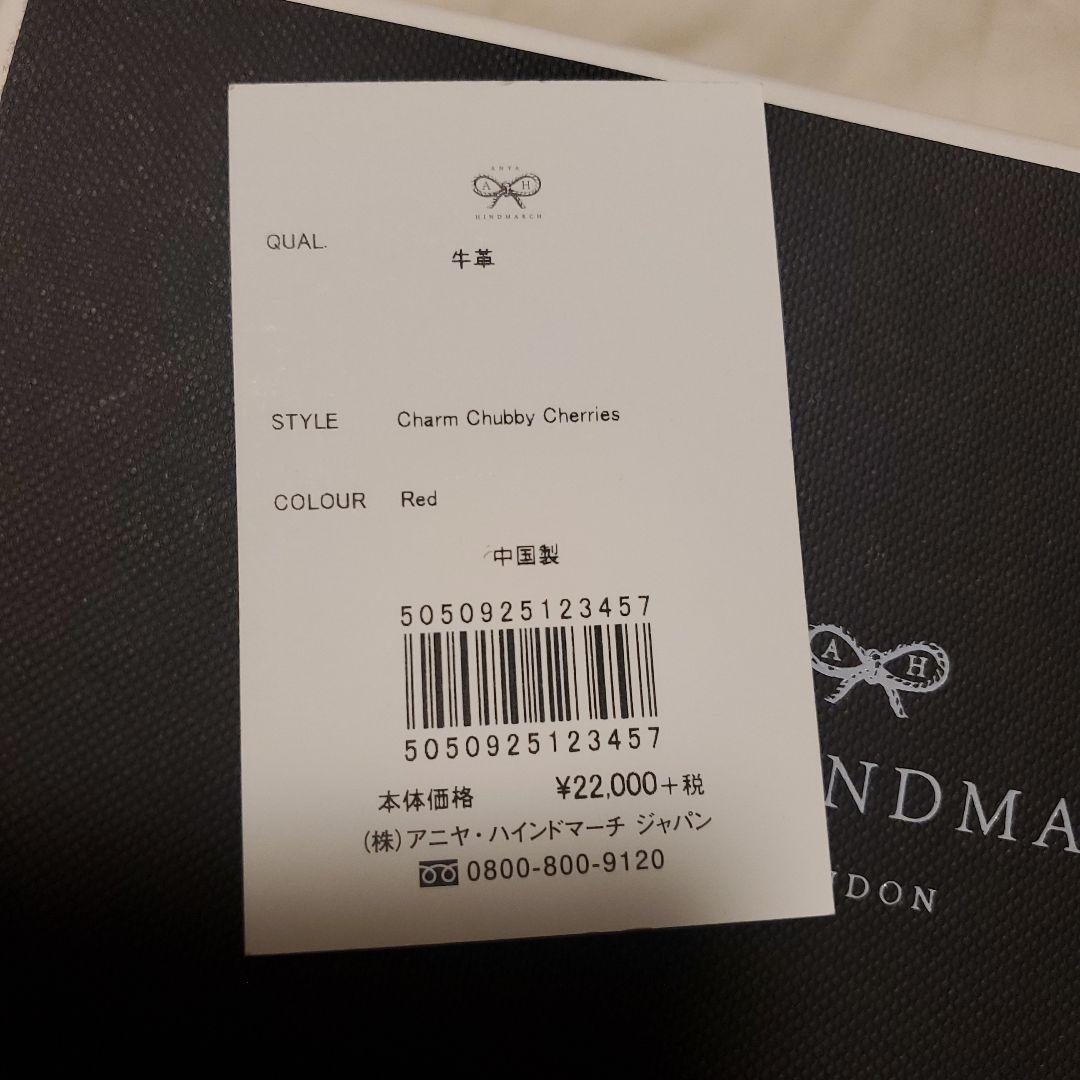 ANYA
A H
HINDMARCH
QUAL.
牛革
STYLE Charm Chubby Cherries
COLOUR Red
中国製
5050925123457
5050925123457
本体価格 ¥22,000+税
(株)アニヤ・ハインドマーチ ジャパン
0800-800-9120
A H
NDMA
DON